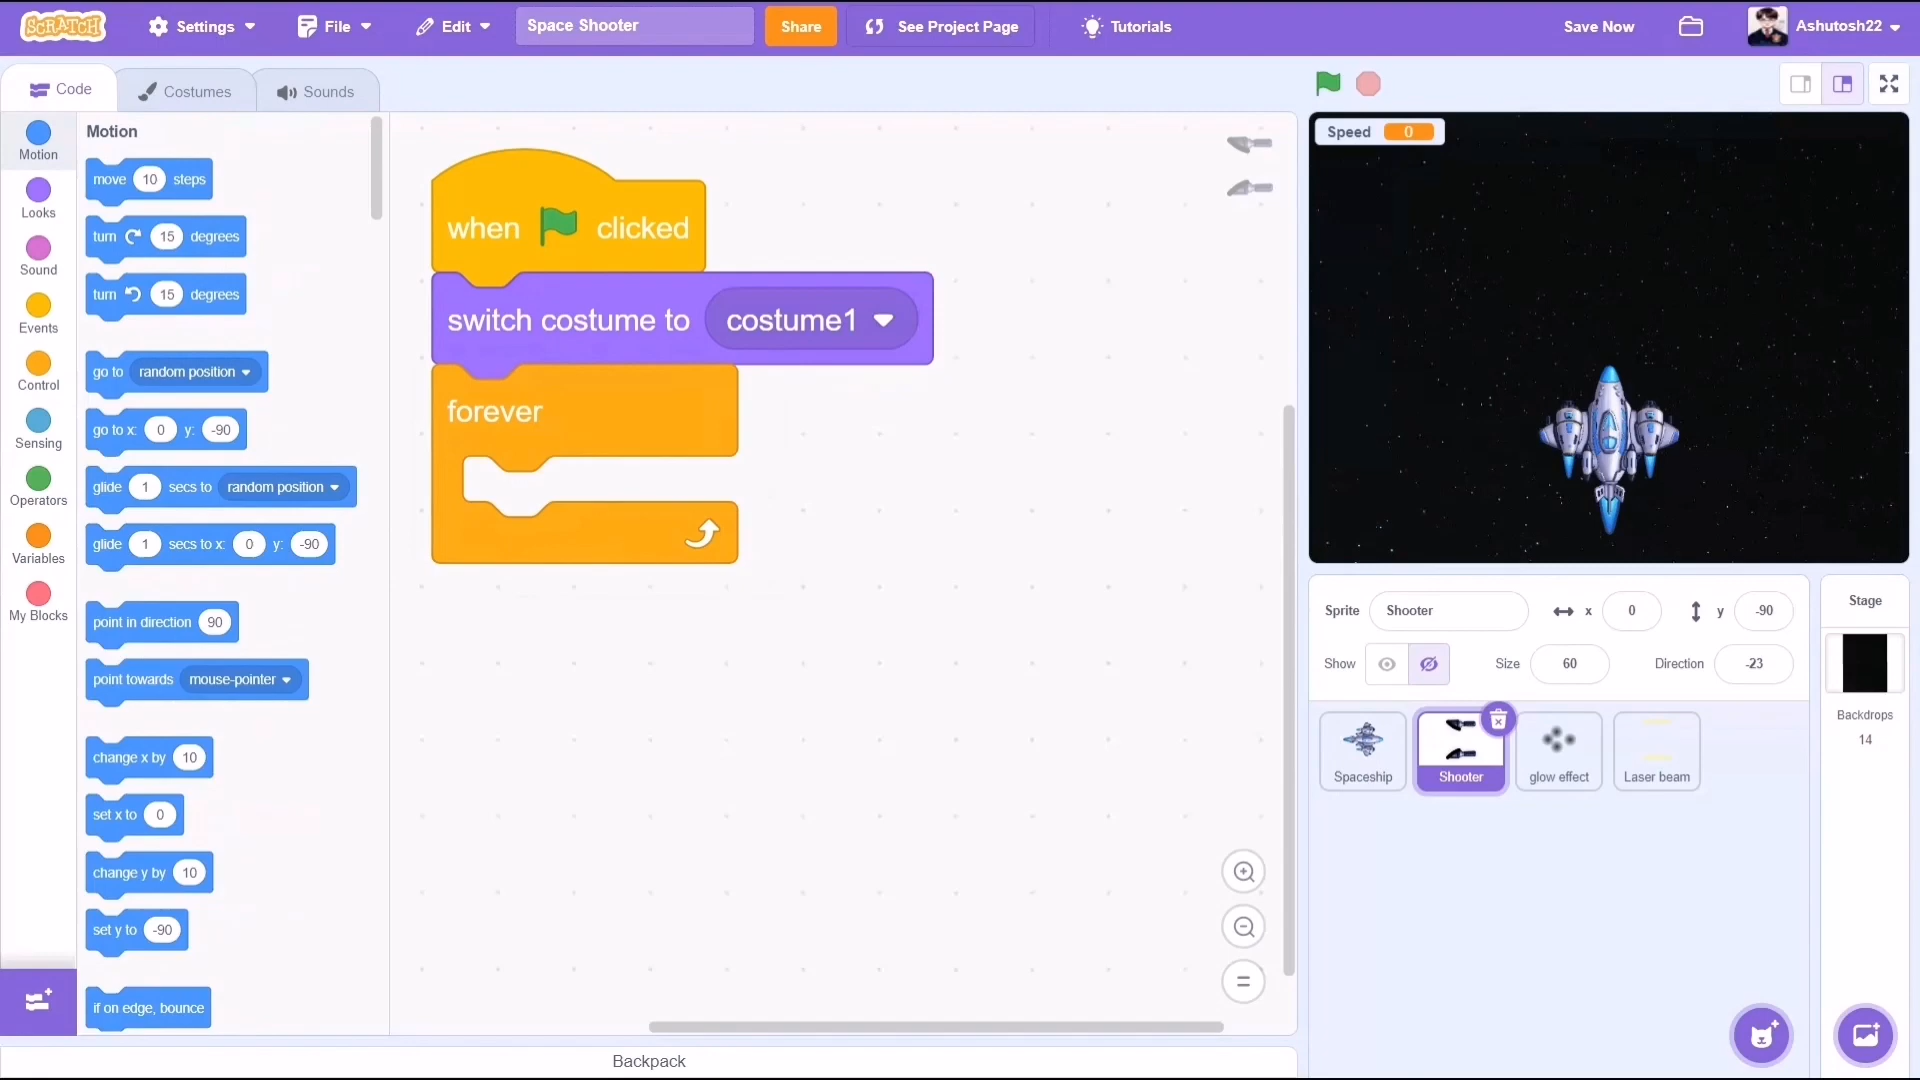 SCRATCH Settings File Edit Space Shooter Share See Project Page Tutorials Save Now Ashutosh22
Code Costumes Sounds
Motion
Looks
Sound
Events
Control
Sensing
Operators
Variables
My Blocks
Motion
move 10 steps
turn 15 degrees
turn 15 degrees
go to random position
go to x: 0 y: -90
glide 1 secs to random position
glide 1 secs to x: 0 y: -90
point in direction 90
point towards mouse-pointer
change x by 10
set x to 0
change y by 10
set y to -90
if on edge, bounce
when clicked
switch costume to costume1
forever
Backpack
Speed 0
Sprite Shooter x 0 y -90
Show Size 60 Direction -23
Spaceship Shooter glow effect Laser beam
Stage
Backdrops
14